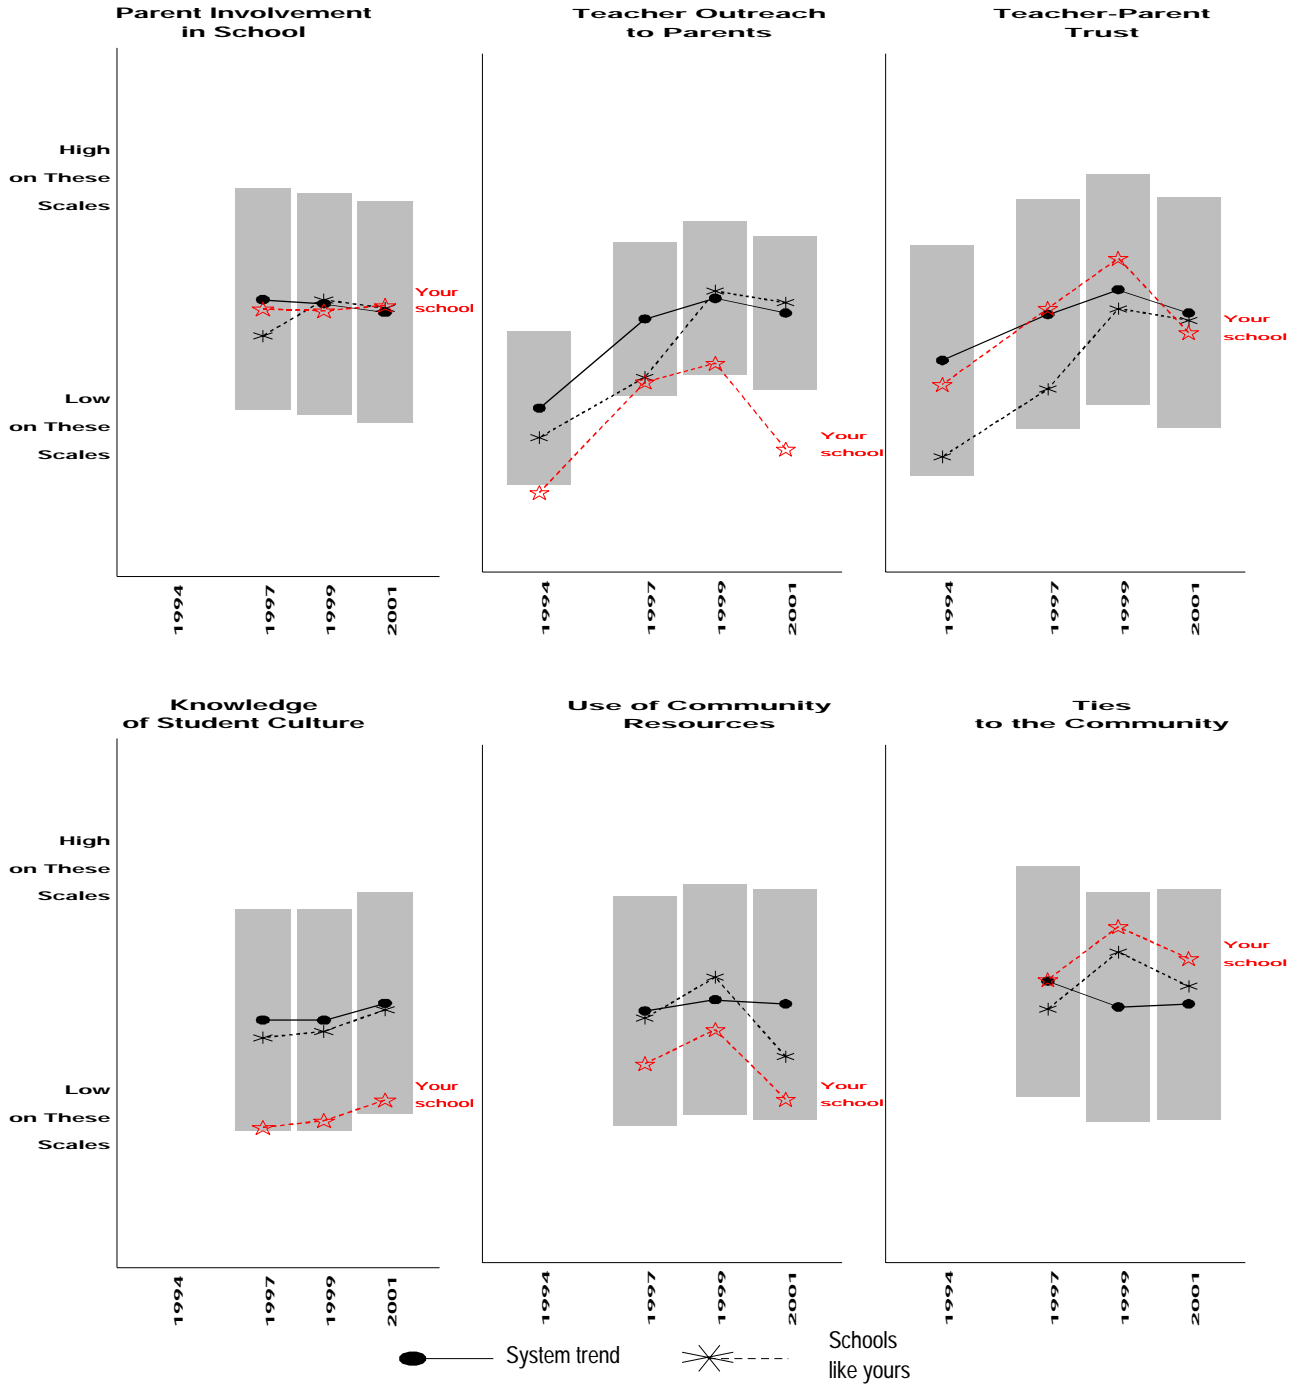 Parent Involvement
in School
Teacher Outreach
to Parents
Teacher-Parent
Trust
High
on These
Scales
Low
on These
Scales
Your
school
Your
school
Your
school
1994
1997
1999
2001
1994
1997
1999
2001
1994
1997
1999
2001
Knowledge
of Student Culture
Use of Community
Resources
Ties
to the Community
High
on These
Scales
Low
on These
Scales
Your
school
Your
school
Your
school
1994
1997
1999
2001
1994
1997
1999
2001
1994
1997
1999
2001
System trend
Schools
like yours